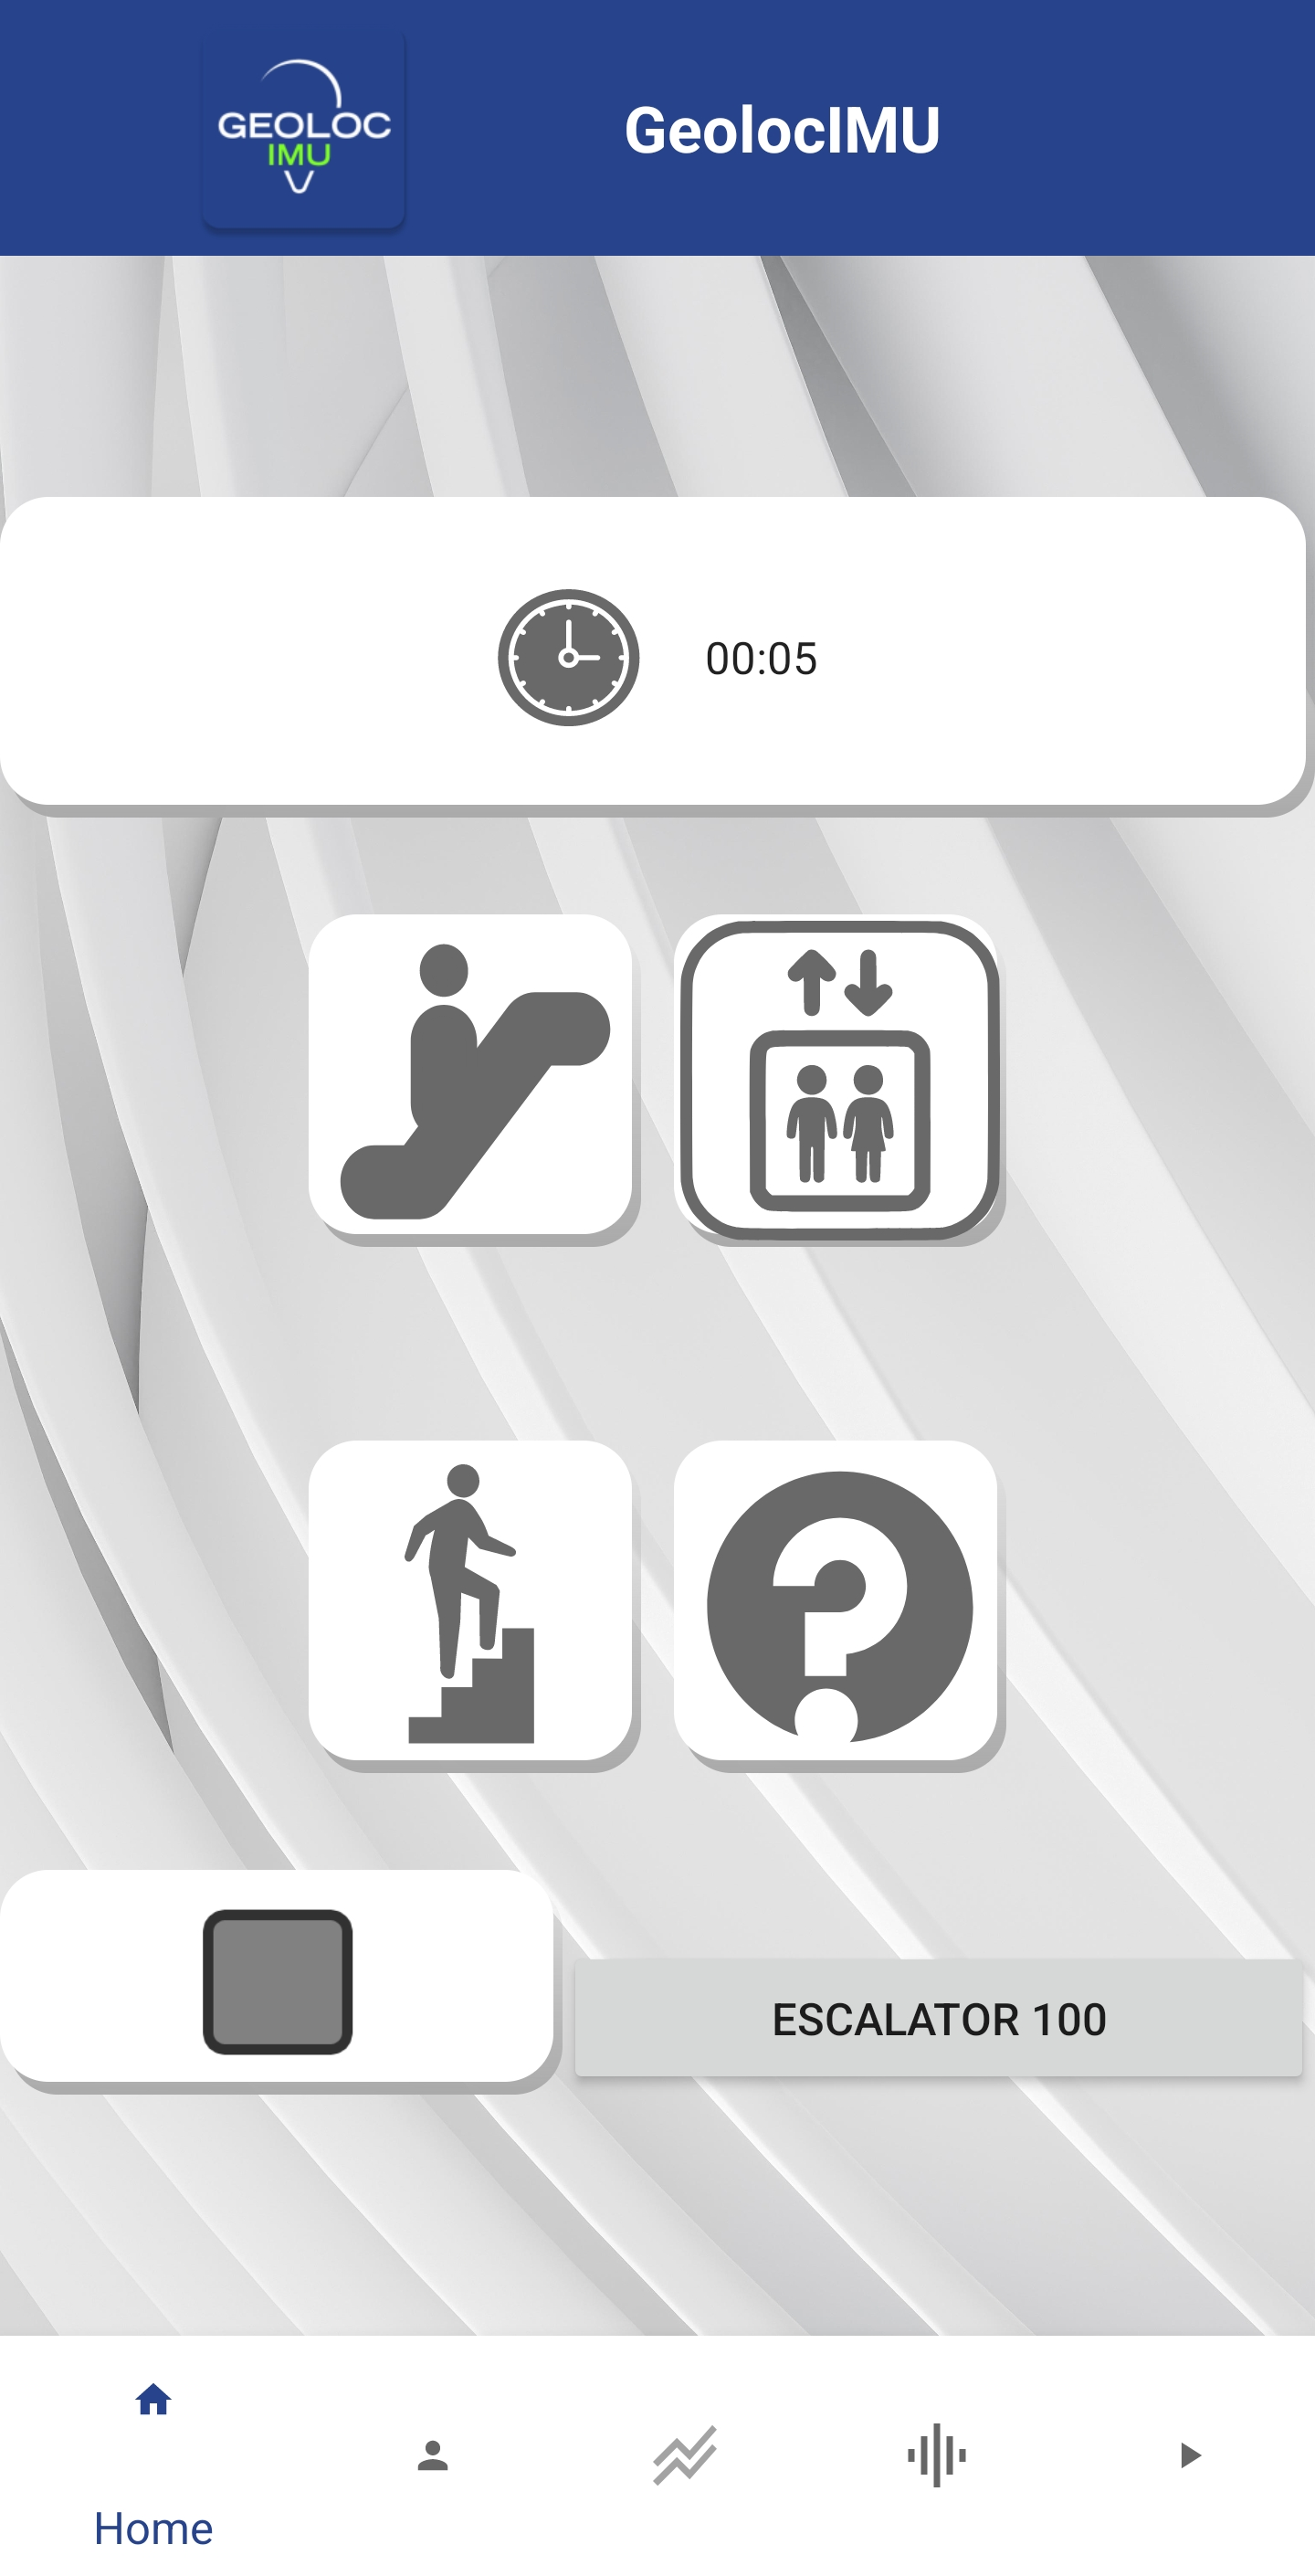 GEOLOC
IMU
GeolocIMU
00:05
ESCALATOR 100
Home